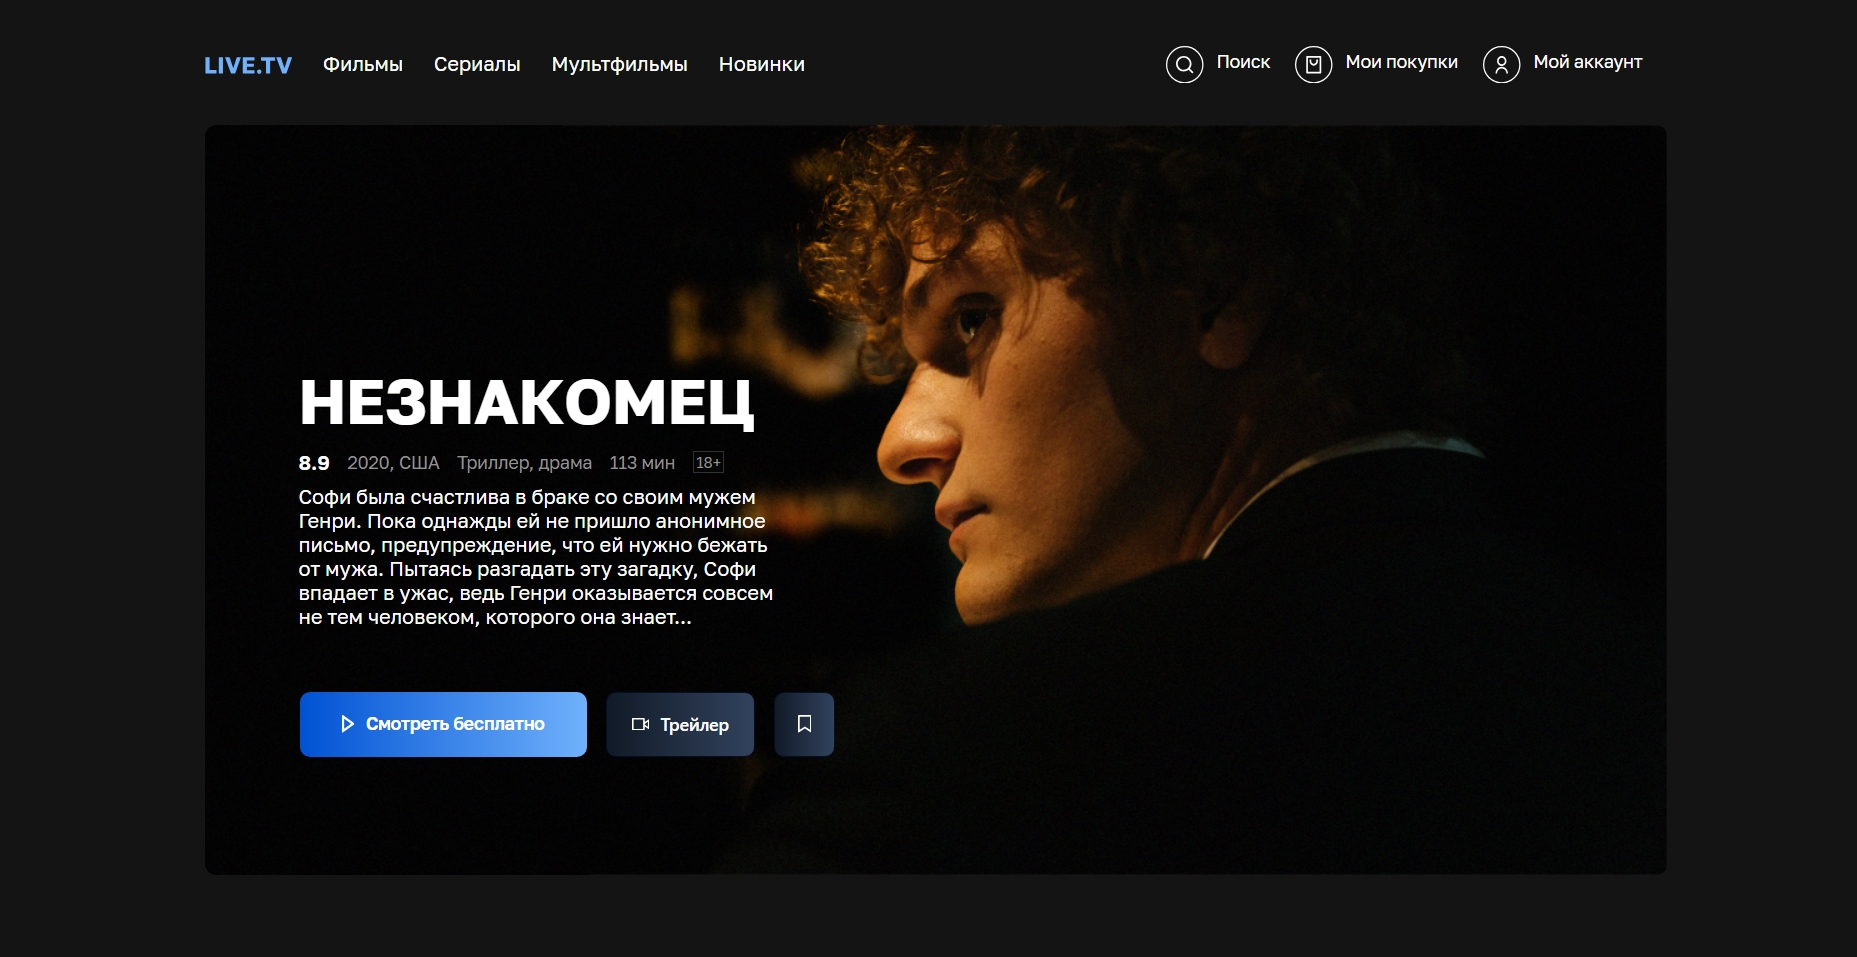 LIVE.TV Фильмы Сериалы Мультфильмы Новинки Поиск Мои покупки Мой аккаунт
НЕЗНАКОМЕЦ
8.9 2020, США Триллер, драма 113 мин 18+
Софи была счастлива в браке со своим мужем
Генри. Пока однажды ей не пришло анонимное
письмо, предупреждение, что ей нужно бежать
от мужа. Пытаясь разгадать эту загадку, Софи
впадает в ужас, ведь Генри оказывается совсем
не тем человеком, которого она знает...
Смотреть бесплатно Трейлер